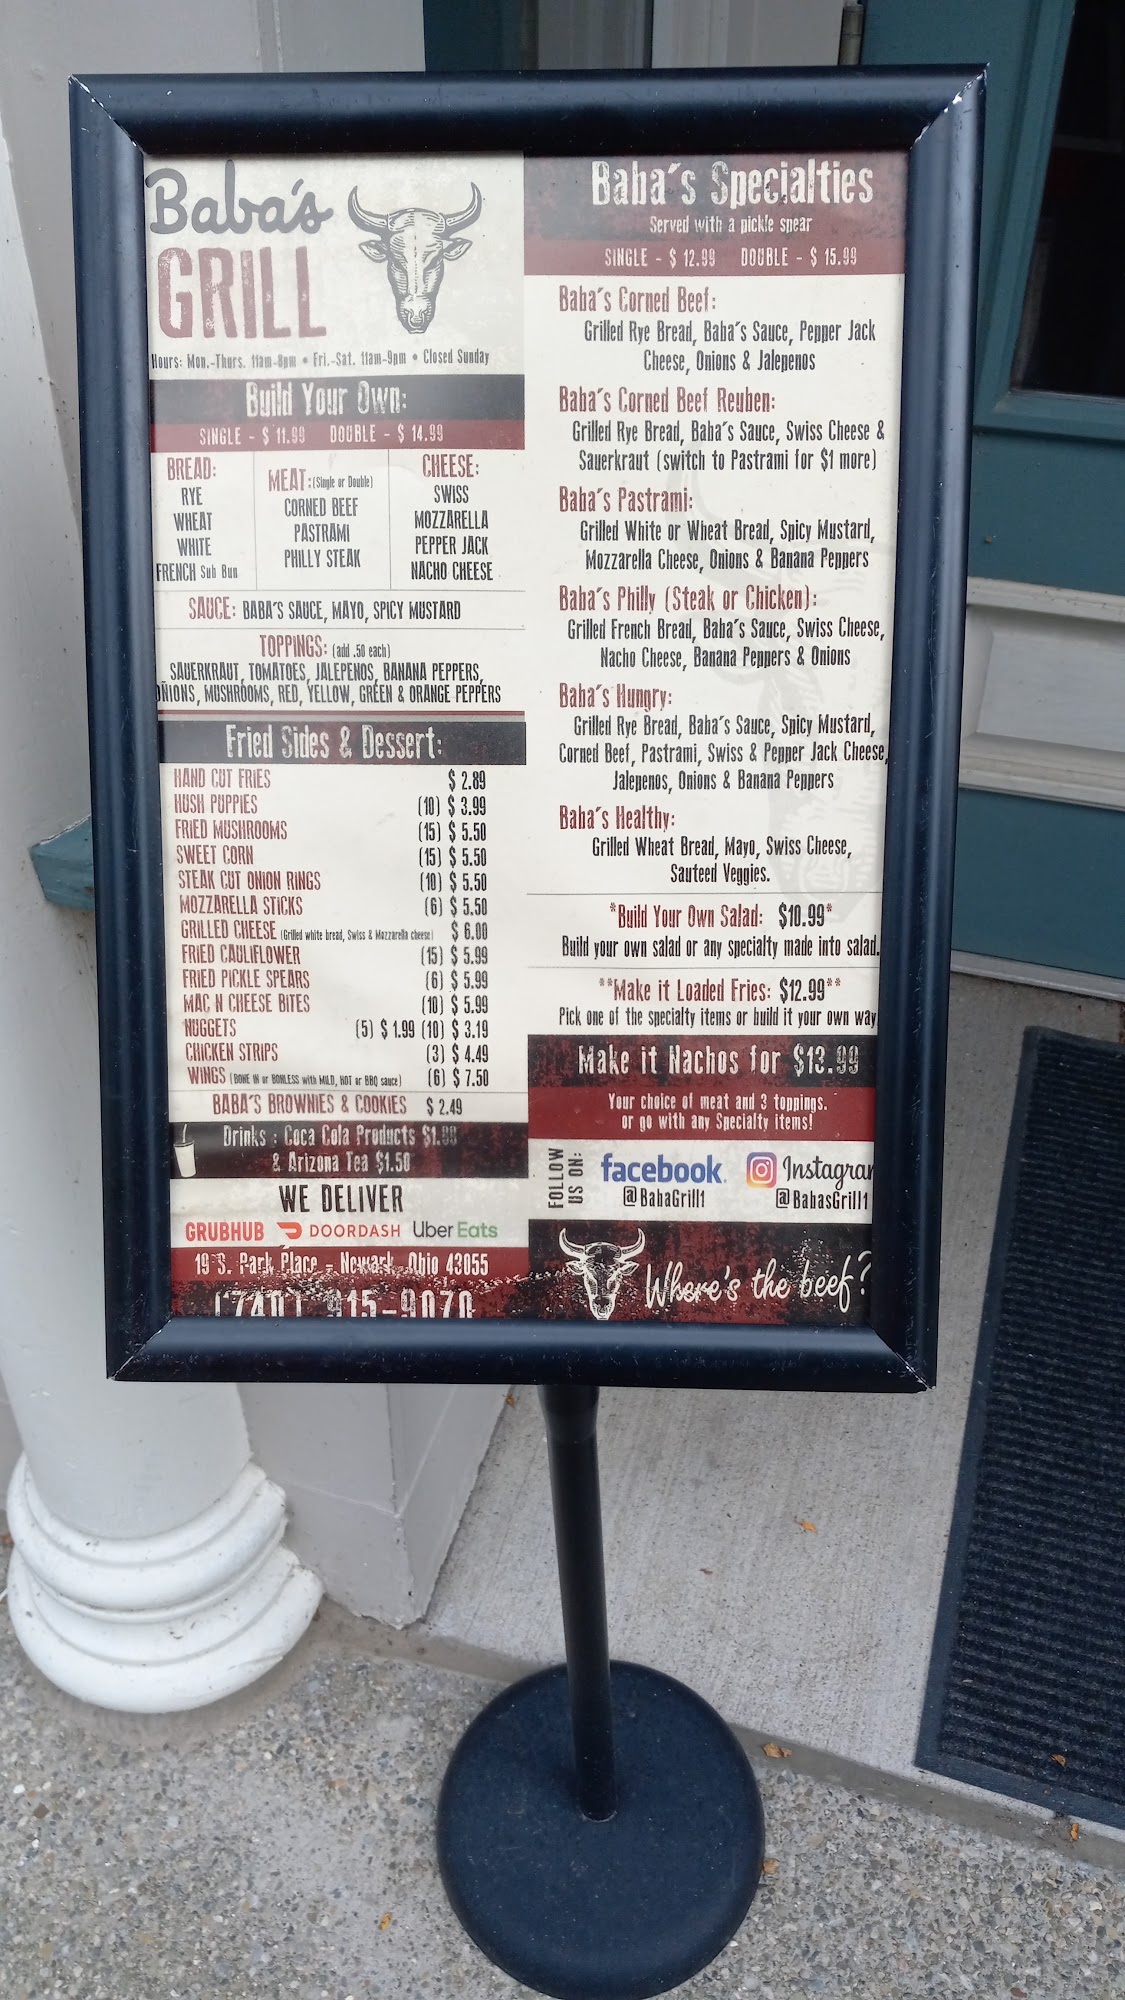 Baba's
GRILL
Hours: Mon.-Thurs. 11am-8pm • Fri.-Sat. 11am-9pm • Closed Sunday
Build Your Own:
SINGLE - $ 11.99 DOUBLE - $ 14.99
BREAD:
RYE
WHEAT
WHITE
FRENCH Sub Bun
MEAT:(Single or Double)
CORNED BEEF
PASTRAMI
PHILLY STEAK
CHEESE:
SWISS
MOZZARELLA
PEPPER JACK
NACHO CHEESE
SAUCE: BABA'S SAUCE, MAYO, SPICY MUSTARD
TOPPINGS: (add .50 each)
SAUERKRAUT, TOMATOES, JALEPENOS, BANANA PEPPERS,
ONIONS, MUSHROOMS, RED, YELLOW, GREEN & ORANGE PEPPERS
Fried Sides & Dessert:
HAND CUT FRIES $ 2.89
HUSH PUPPIES (10) $ 3.99
FRIED MUSHROOMS (15) $ 5.50
SWEET CORN (15) $ 5.50
STEAK CUT ONION RINGS (10) $ 5.50
MOZZARELLA STICKS (6) $ 5.50
GRILLED CHEESE (Grilled white bread, Swiss & Mozzarella cheese) $ 6.00
FRIED CAULIFLOWER (15) $ 5.99
FRIED PICKLE SPEARS (6) $ 5.99
MAC N CHEESE BITES (10) $ 5.99
NUGGETS (5) $ 1.99 (10) $ 3.19
CHICKEN STRIPS (3) $ 4.49
WINGS (BONE IN or BONLESS with MILD, HOT or BBQ sauce) (6) $ 7.50
BABA'S BROWNIES & COOKIES $ 2.49
Drinks : Coca Cola Products $1.00
& Arizona Tea $1.50
WE DELIVER
GRUBHUB DOORDASH Uber Eats
19 S. Park Place - Newark, Ohio 43055
(740) 915-9070
Baba's Specialties
Served with a pickle spear
SINGLE - $ 12.99 DOUBLE - $ 15.99
Baba's Corned Beef:
Grilled Rye Bread, Baba's Sauce, Pepper Jack
Cheese, Onions & Jalepenos
Baba's Corned Beef Reuben:
Grilled Rye Bread, Baba's Sauce, Swiss Cheese &
Sauerkraut (switch to Pastrami for $1 more)
Baba's Pastrami:
Grilled White or Wheat Bread, Spicy Mustard,
Mozzarella Cheese, Onions & Banana Peppers
Baba's Philly (Steak or Chicken):
Grilled French Bread, Baba's Sauce, Swiss Cheese,
Nacho Cheese, Banana Peppers & Onions
Baba's Hungry:
Grilled Rye Bread, Baba's Sauce, Spicy Mustard,
Corned Beef, Pastrami, Swiss & Pepper Jack Cheese,
Jalepenos, Onions & Banana Peppers
Baba's Healthy:
Grilled Wheat Bread, Mayo, Swiss Cheese,
Sauteed Veggies.
*Build Your Own Salad: $10.99*
Build your own salad or any specialty made into salad.
**Make it Loaded Fries: $12.99**
Pick one of the specialty items or build it your own way
Make it Nachos for $13.99
Your choice of meat and 3 toppings.
or go with any Specialty items!
FOLLOW
US ON:
facebook.
@BabaGrill1
Instagram
@BabasGrill1
Where's the beef?